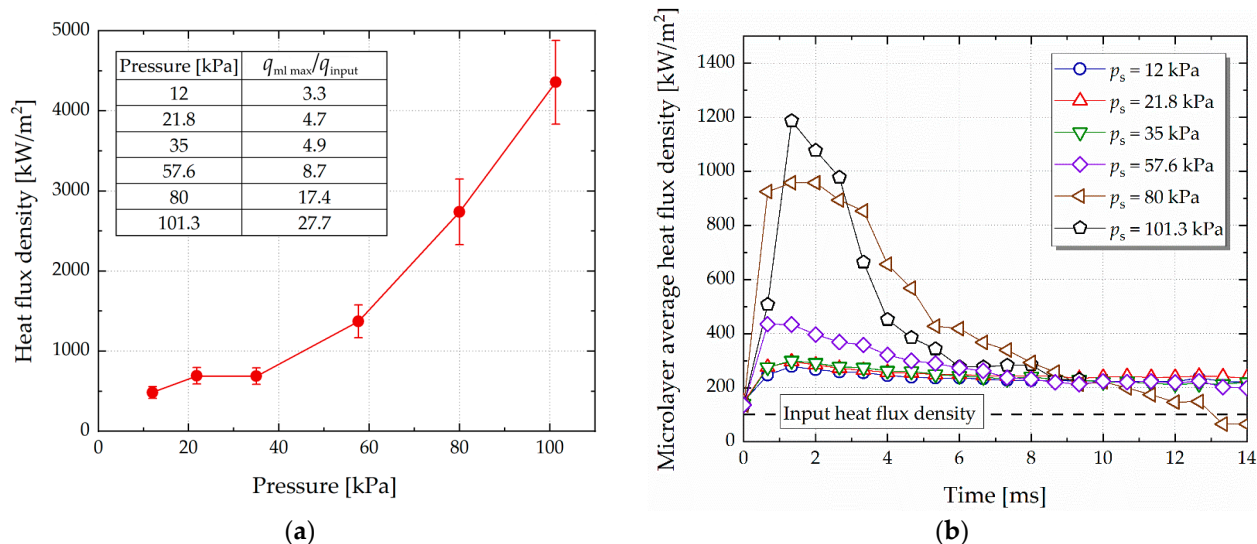 5000
4000
3000
2000
1000
0
Heat flux density [kW/m²]
Pressure [kPa] q_ml max/q_input
12 3.3
21.8 4.7
35 4.9
57.6 8.7
80 17.4
101.3 27.7
0 20 40 60 80 100
Pressure [kPa]
(a)
1400
1200
1000
800
600
400
200
0
Microlayer average heat flux density [kW/m²]
p_s = 12 kPa
p_s = 21.8 kPa
p_s = 35 kPa
p_s = 57.6 kPa
p_s = 80 kPa
p_s = 101.3 kPa
Input heat flux density
0 2 4 6 8 10 12 14
Time [ms]
(b)